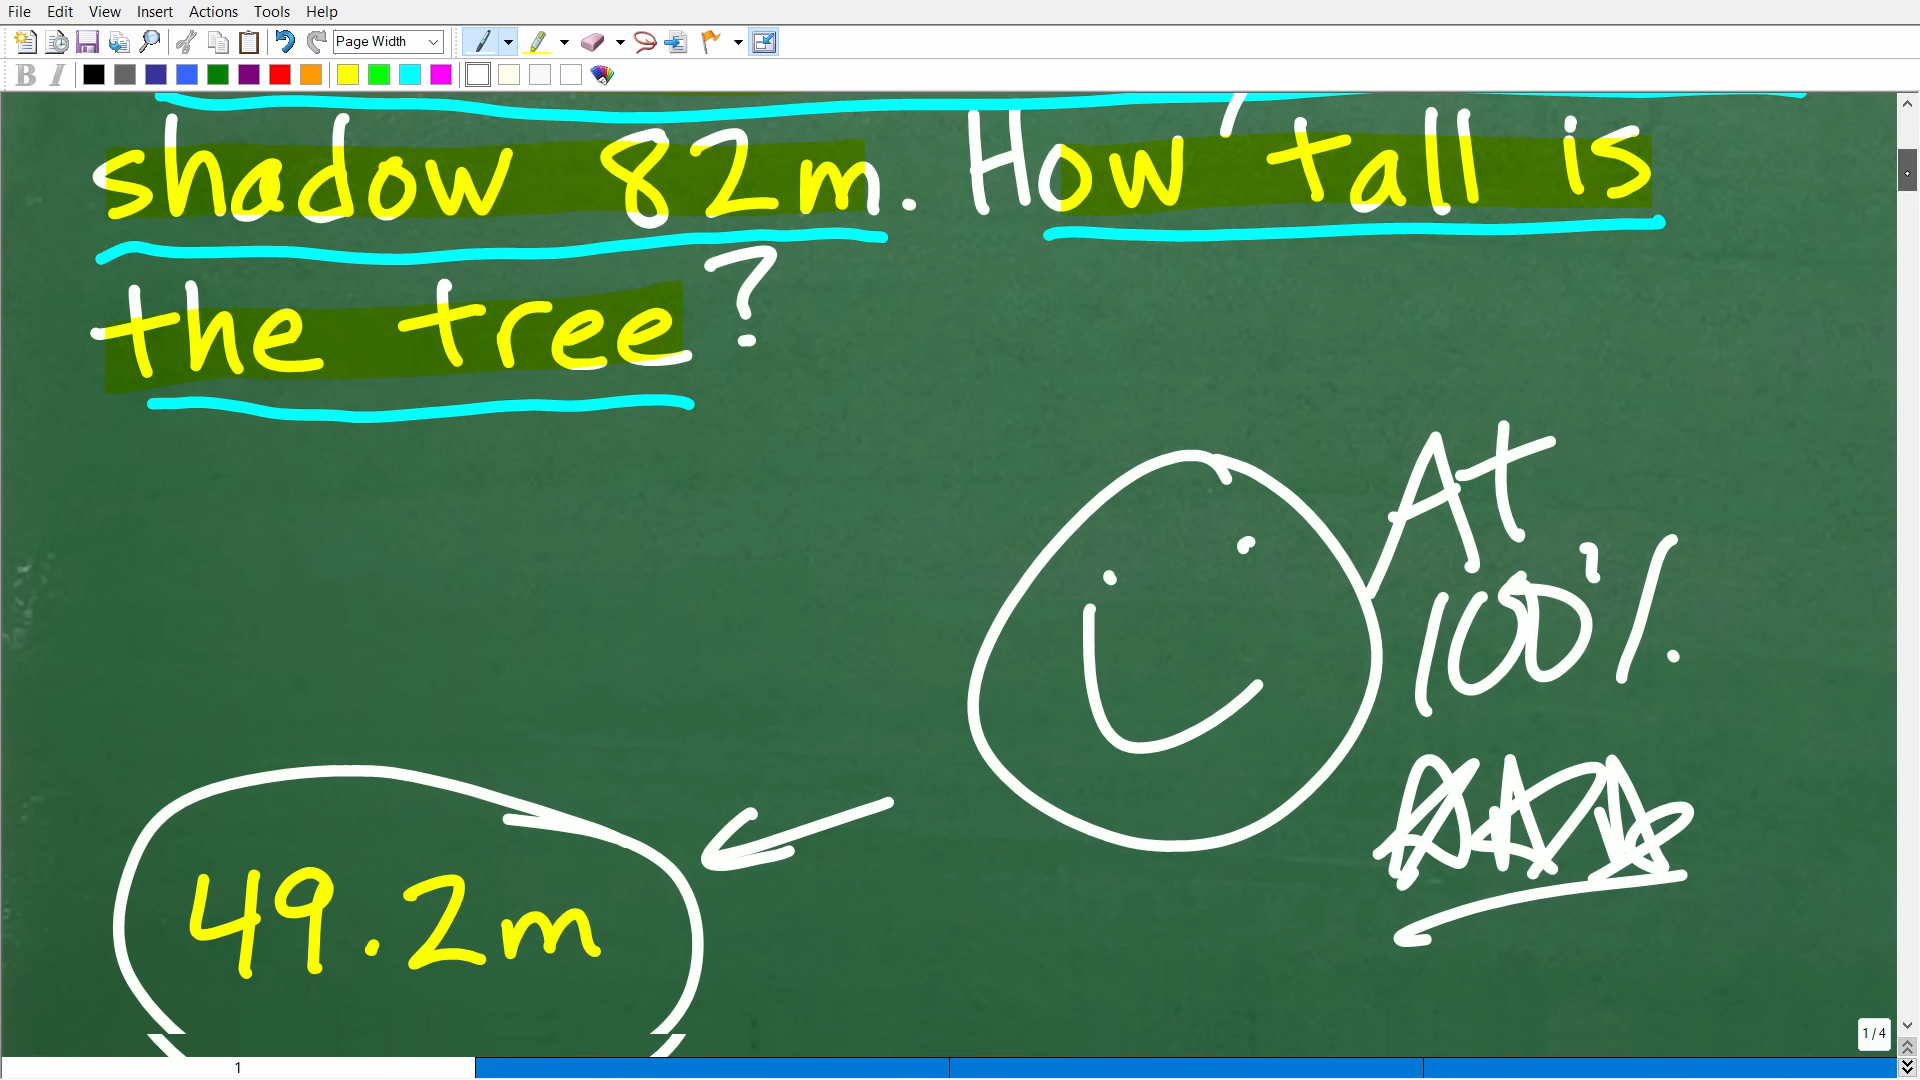 File Edit View Insert Actions Tools Help
Page Width
B I
shadow 82m. How tall is
the tree?
At
100%
49.2m
1 / 4
1